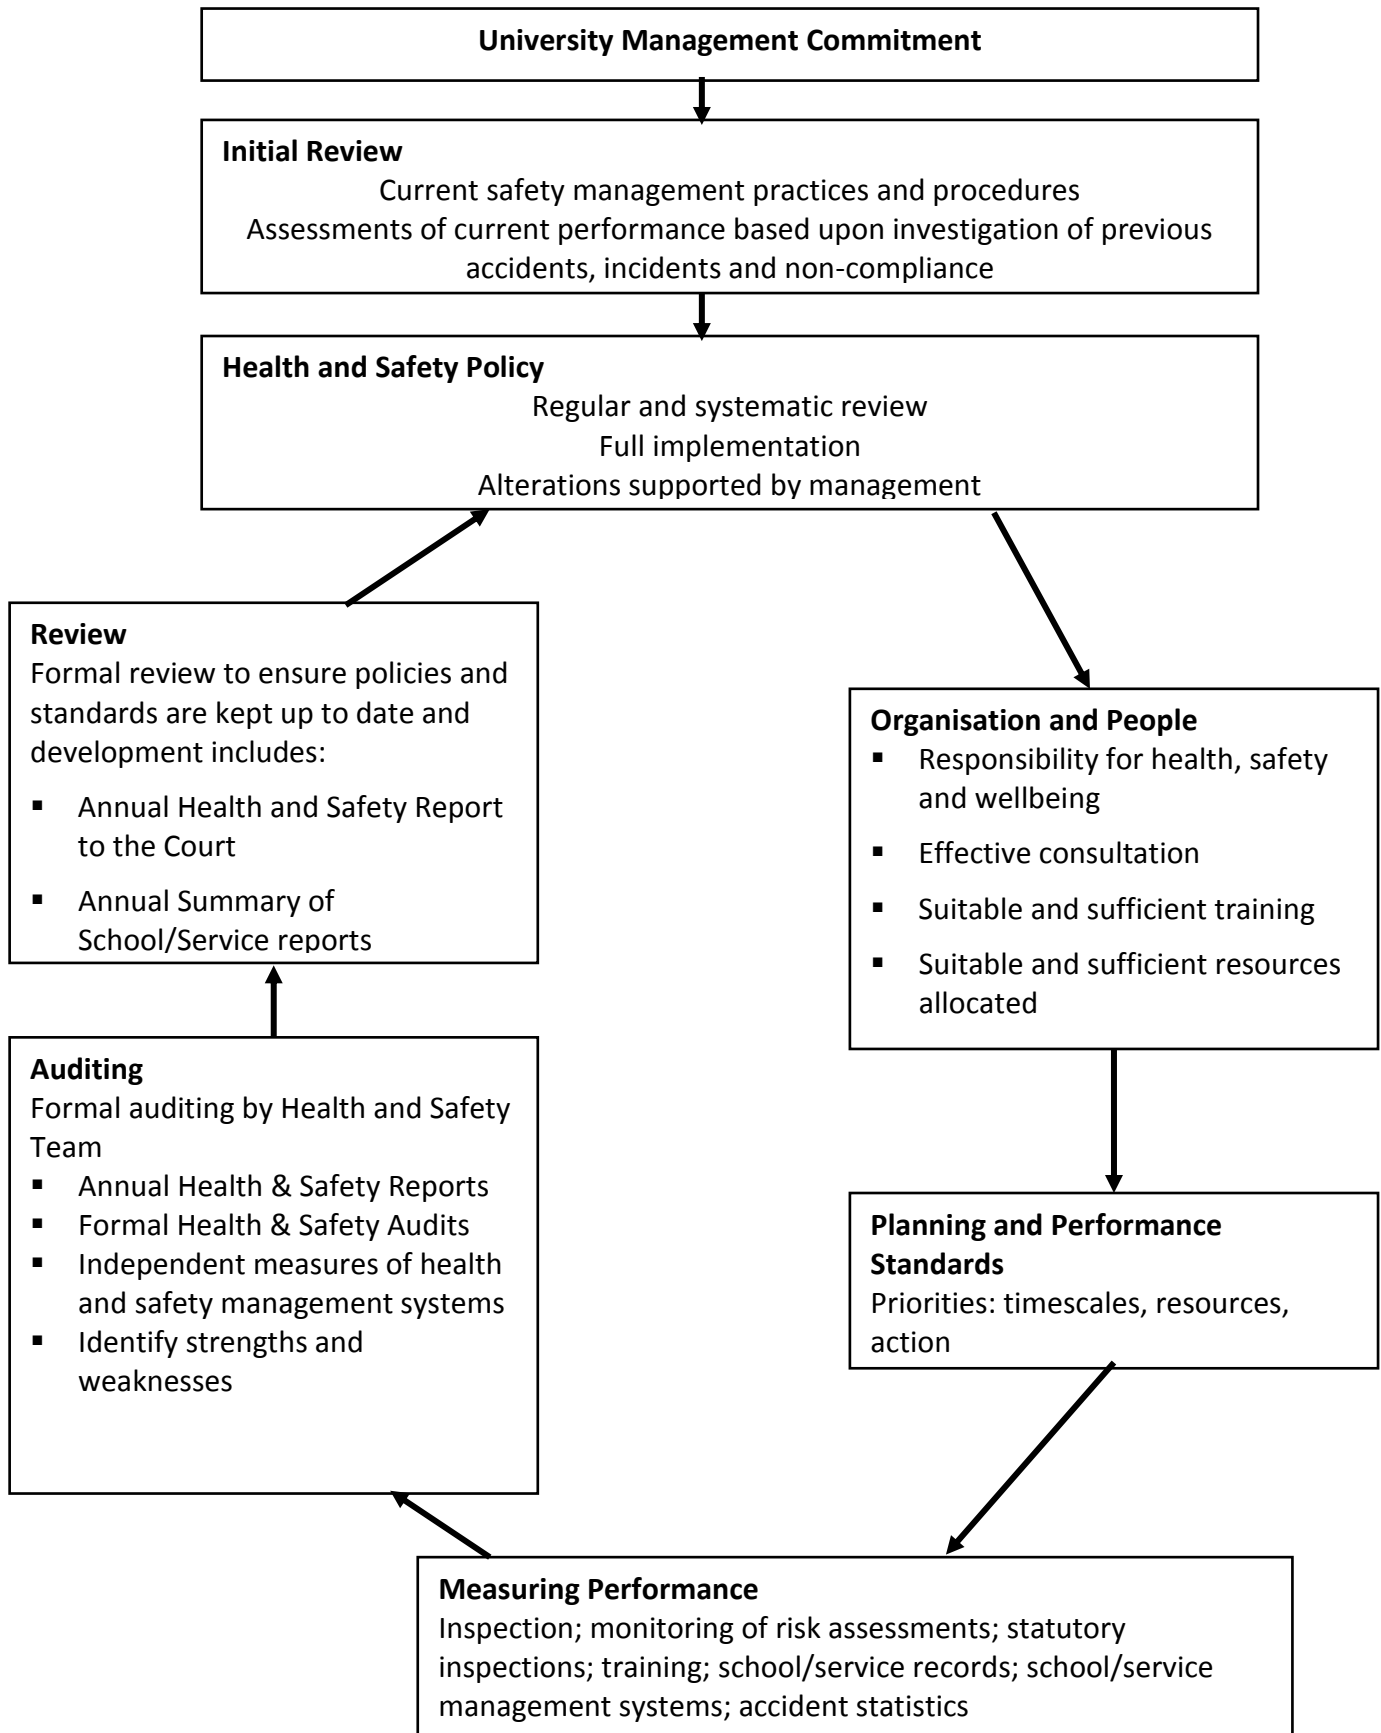 University Management Commitment
Initial Review
Current safety management practices and procedures
Assessments of current performance based upon investigation of previous
accidents, incidents and non-compliance
Health and Safety Policy
Regular and systematic review
Full implementation
Alterations supported by management
Organisation and People
▪ Responsibility for health, safety
and wellbeing
▪ Effective consultation
▪ Suitable and sufficient training
▪ Suitable and sufficient resources
allocated
Planning and Performance
Standards
Priorities: timescales, resources,
action
Measuring Performance
Inspection; monitoring of risk assessments; statutory
inspections; training; school/service records; school/service
management systems; accident statistics
Auditing
Formal auditing by Health and Safety
Team
▪ Annual Health & Safety Reports
▪ Formal Health & Safety Audits
▪ Independent measures of health
and safety management systems
▪ Identify strengths and
weaknesses
Review
Formal review to ensure policies and
standards are kept up to date and
development includes:
▪ Annual Health and Safety Report
to the Court
▪ Annual Summary of
School/Service reports